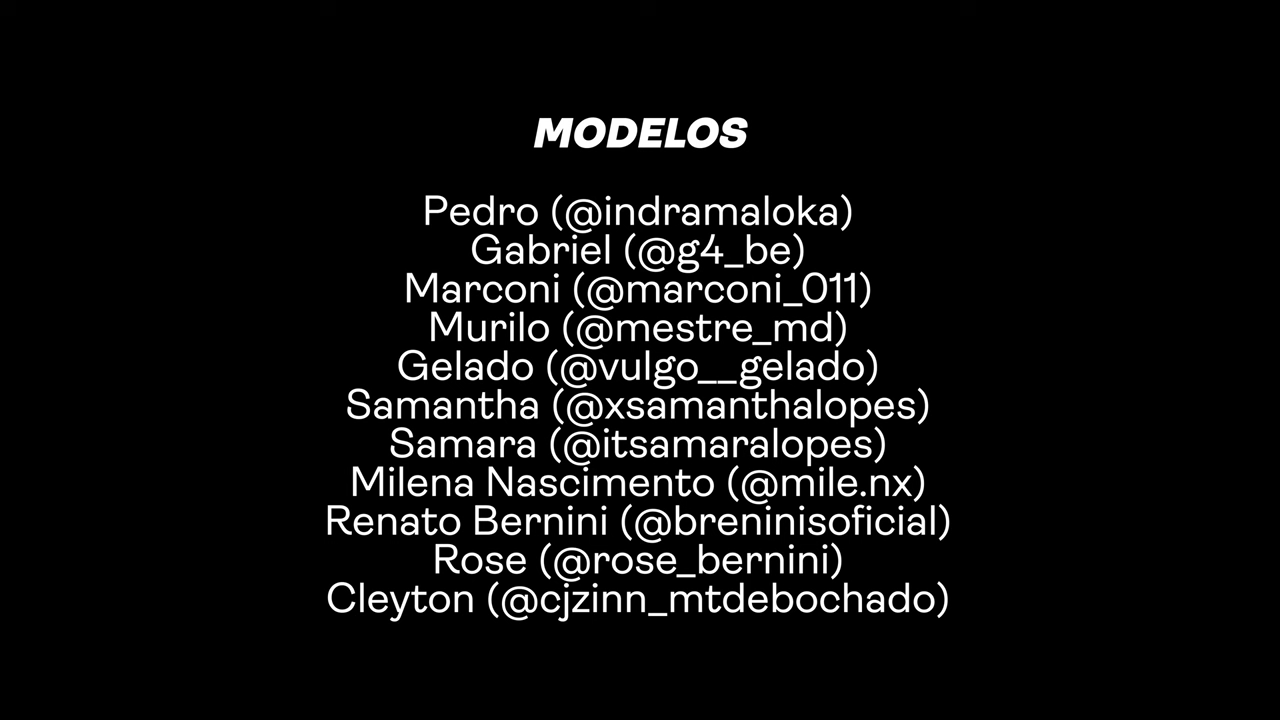 MODELOS
Pedro (@indramaloka)
Gabriel (@g4_be)
Marconi (@marconi_011)
Murilo (@mestre_md)
Gelado (@vulgo__gelado)
Samantha (@xsamanthalopes)
Samara (@itsamaralopes)
Milena Nascimento (@mile.nx)
Renato Bernini (@breninisoficial)
Rose (@rose_bernini)
Cleyton (@cjzinn_mtdebochado)